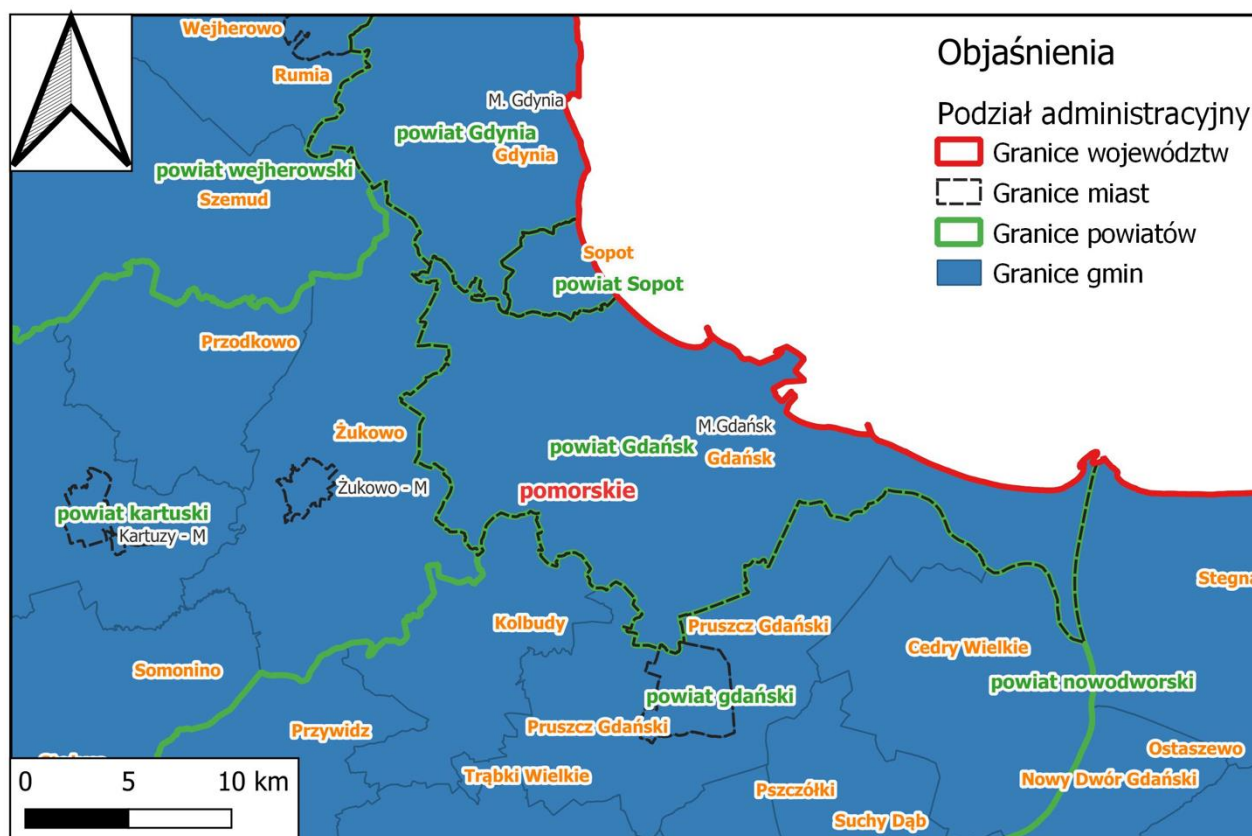 Wejherowo
Rumia
M. Gdynia
powiat Gdynia
Gdynia
powiat wejherowski
Szemud
Sopot
powiat Sopot
Przodkowo
Żukowo
M.Gdańsk
powiat Gdańsk
Gdańsk
Żukowo - M
pomorskie
powiat kartuski
Kartuzy - M
Stegna
Kolbudy
Pruszcz Gdański
Cedry Wielkie
Somonino
powiat gdański
powiat nowodworski
Przywidz
Pruszcz Gdański
Ostaszewo
Trąbki Wielkie
Pszczółki
Nowy Dwór Gdański
Suchy Dąb
Objaśnienia
Podział administracyjny
Granice województw
Granice miast
Granice powiatów
Granice gmin
0 5 10 km